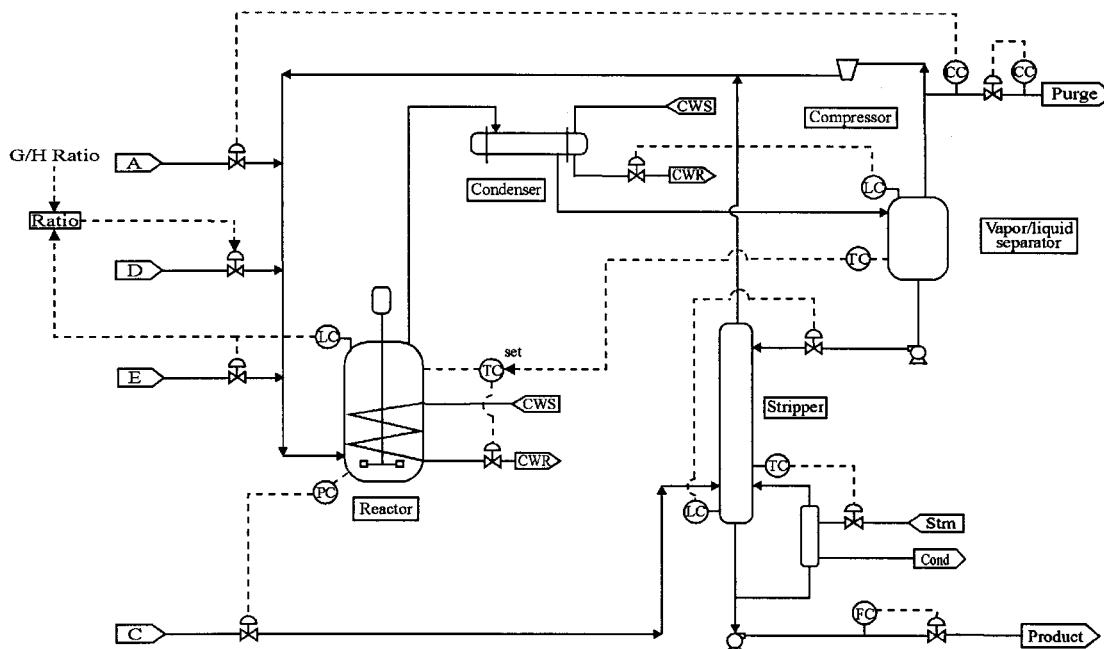 CC
CC
Purge
CWS
Compressor
G/H Ratio
A
Condenser
CWR
LC
Ratio
Vapor/liquid
separator
D
TC
LC
set
TC
E
CWS
Stripper
TC
CWR
PC
Reactor
LC
Stm
Cond
FC
C
Product